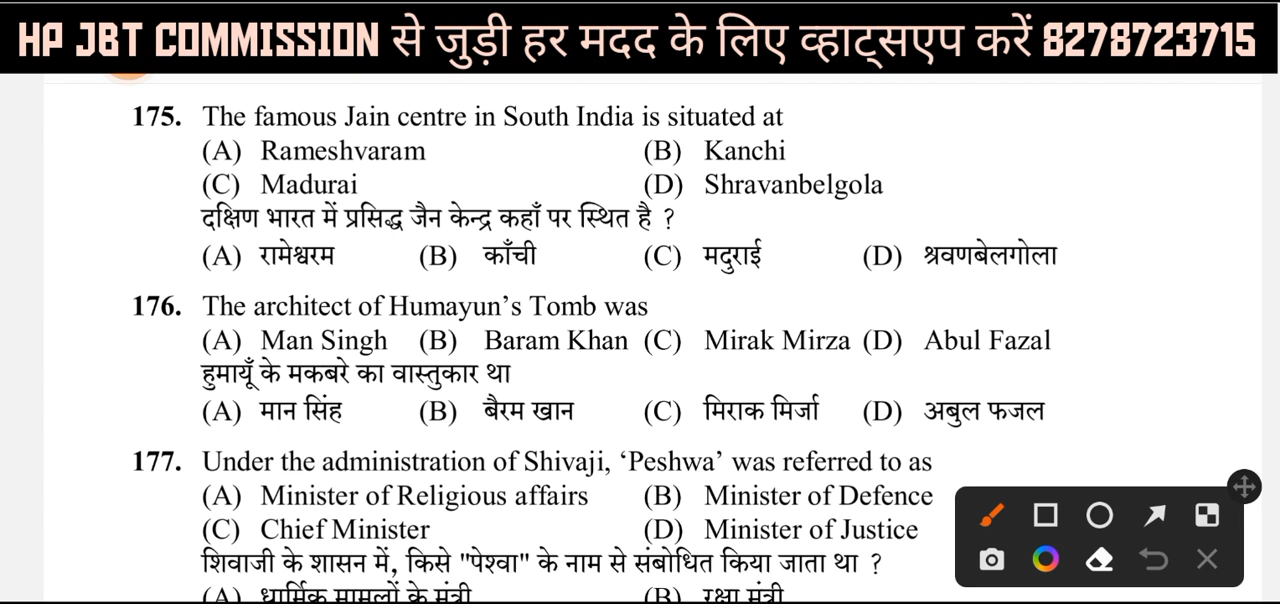 HP JBT COMMISSION से जुड़ी हर मदद के लिए व्हाट्सएप करें 8278723715
175. The famous Jain centre in South India is situated at
(A) Rameshvaram (B) Kanchi
(C) Madurai (D) Shravanbelgola
दक्षिण भारत में प्रसिद्ध जैन केन्द्र कहाँ पर स्थित है ?
(A) रामेश्वरम (B) काँची (C) मदुराई (D) श्रवणबेलगोला
176. The architect of Humayun’s Tomb was
(A) Man Singh (B) Baram Khan (C) Mirak Mirza (D) Abul Fazal
हुमायूँ के मकबरे का वास्तुकार था
(A) मान सिंह (B) बैरम खान (C) मिराक मिर्जा (D) अबुल फजल
177. Under the administration of Shivaji, ‘Peshwa’ was referred to as
(A) Minister of Religious affairs (B) Minister of Defence
(C) Chief Minister (D) Minister of Justice
शिवाजी के शासन में, किसे "पेश्वा" के नाम से संबोधित किया जाता था ?
(A) धार्मिक मामलों के मंत्री (B) रक्षा मंत्री